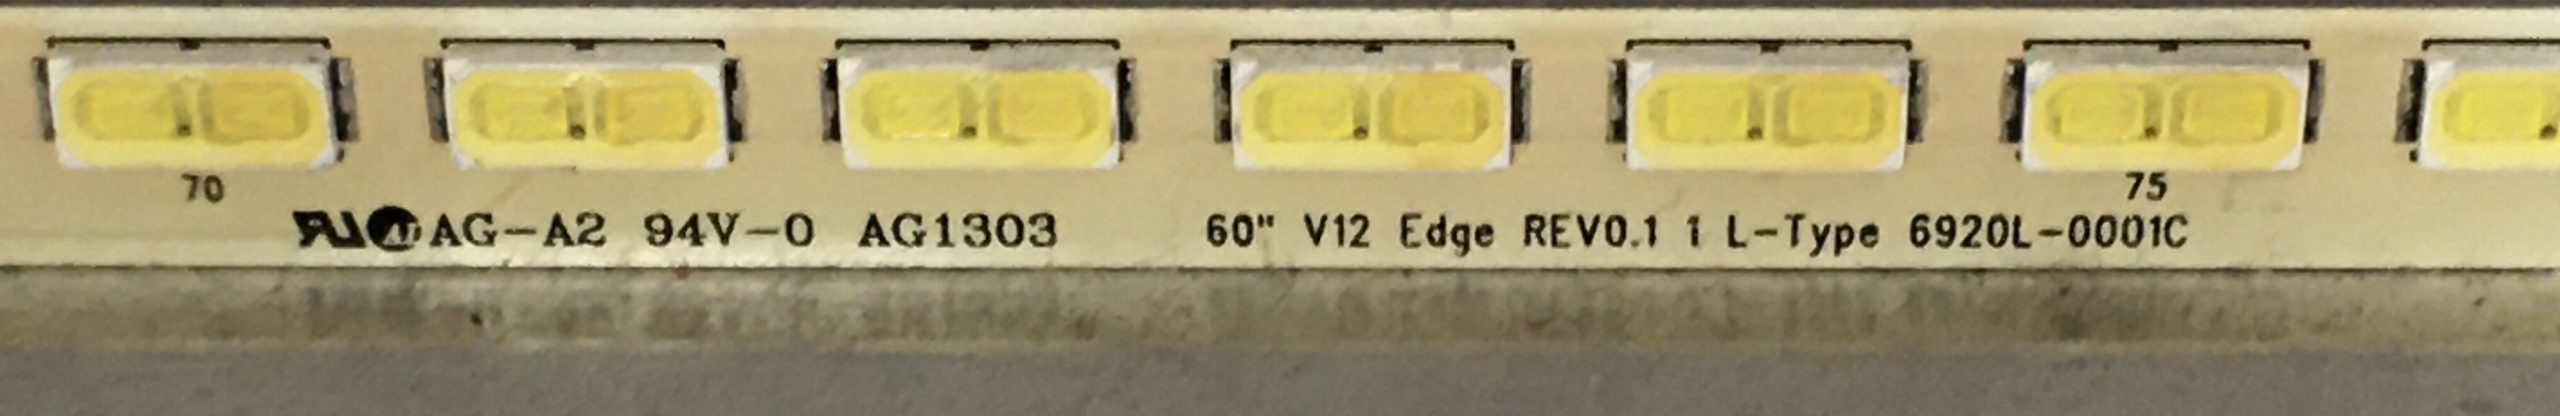 70 75
AG-A2 94V-0 AG1303 60" V12 Edge REV0.1 1 L-Type 6920L-0001C